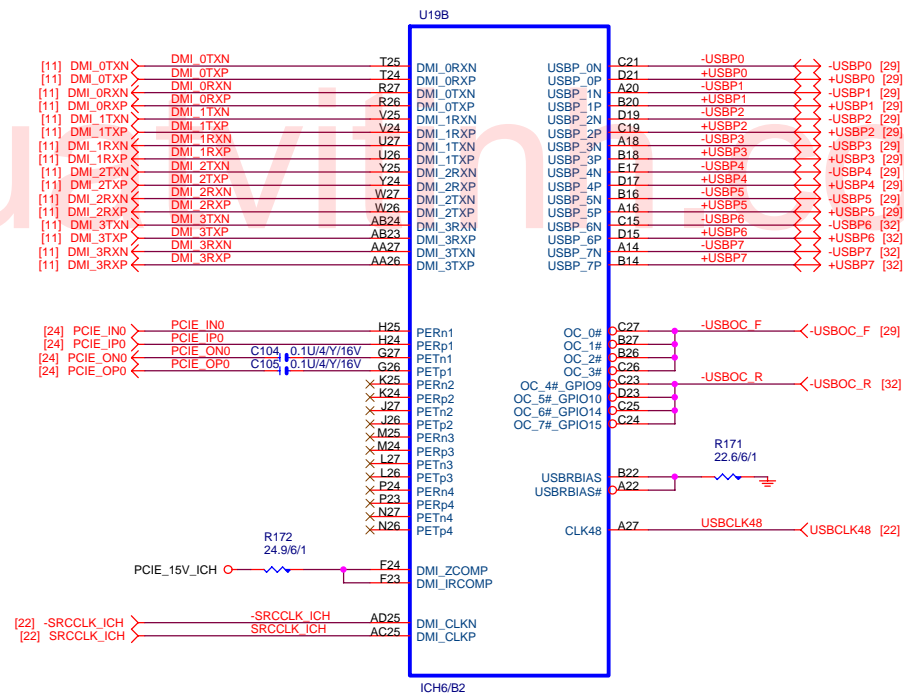 U19B
[11] DMI_0TXN DMI_0TXN T25 DMI_0RXN USBP_0N C21 -USBP0 -USBP0 [29]
[11] DMI_0TXP DMI_0TXP T24 DMI_0RXP USBP_0P D21 +USBP0 +USBP0 [29]
[11] DMI_0RXN DMI_0RXN R27 DMI_0TXN USBP_1N A20 -USBP1 -USBP1 [29]
[11] DMI_0RXP DMI_0RXP R26 DMI_0TXP USBP_1P B20 +USBP1 +USBP1 [29]
[11] DMI_1TXN DMI_1TXN V25 DMI_1RXN USBP_2N D19 -USBP2 -USBP2 [29]
[11] DMI_1TXP DMI_1TXP V24 DMI_1RXP USBP_2P C19 +USBP2 +USBP2 [29]
[11] DMI_1RXN DMI_1RXN U27 DMI_1TXN USBP_3N A18 -USBP3 -USBP3 [29]
[11] DMI_1RXP DMI_1RXP U26 DMI_1TXP USBP_3P B18 +USBP3 +USBP3 [29]
[11] DMI_2TXN DMI_2TXN Y25 DMI_2RXN USBP_4N E17 -USBP4 -USBP4 [29]
[11] DMI_2TXP DMI_2TXP Y24 DMI_2RXP USBP_4P D17 +USBP4 +USBP4 [29]
[11] DMI_2RXN DMI_2RXN W27 DMI_2TXN USBP_5N B16 -USBP5 -USBP5 [29]
[11] DMI_2RXP DMI_2RXP W26 DMI_2TXP USBP_5P A16 +USBP5 +USBP5 [29]
[11] DMI_3TXN DMI_3TXN AB24 DMI_3RXN USBP_6N C15 -USBP6 -USBP6 [32]
[11] DMI_3TXP DMI_3TXP AB23 DMI_3RXP USBP_6P D15 +USBP6 +USBP6 [32]
[11] DMI_3RXN DMI_3RXN AA27 DMI_3TXN USBP_7N A14 -USBP7 -USBP7 [32]
[11] DMI_3RXP DMI_3RXP AA26 DMI_3TXP USBP_7P B14 +USBP7 +USBP7 [32]
[24] PCIE_IN0 PCIE_IN0 H25 PERn1 OC_0# C27 -USBOC_F -USBOC_F [29]
[24] PCIE_IP0 PCIE_IP0 H24 PERp1 OC_1# B27
[24] PCIE_ON0 PCIE_ON0 C104 0.1U/4/Y/16V G27 PETn1 OC_2# B26
[24] PCIE_OP0 PCIE_OP0 C105 0.1U/4/Y/16V G26 PETp1 OC_3# C26
K25 PERn2 OC_4#_GPIO9 C23 -USBOC_R -USBOC_R [32]
K24 PERp2 OC_5#_GPIO10 D23
J27 PETn2 OC_6#_GPIO14 C25
J26 PETp2 OC_7#_GPIO15 C24
M25 PERn3
M24 PERp3
L27 PETn3
L26 PETp3 USBRBIAS B22 R171 22.6/6/1
P24 PERn4 USBRBIAS# A22
P23 PERp4
N27 PETn4
N26 PETp4 CLK48 A27 USBCLK48 USBCLK48 [22]
R172
24.9/6/1
PCIE_15V_ICH F24 DMI_ZCOMP
F23 DMI_IRCOMP
[22] -SRCCLK_ICH -SRCCLK_ICH AD25 DMI_CLKN
[22] SRCCLK_ICH SRCCLK_ICH AC25 DMI_CLKP
ICH6/B2